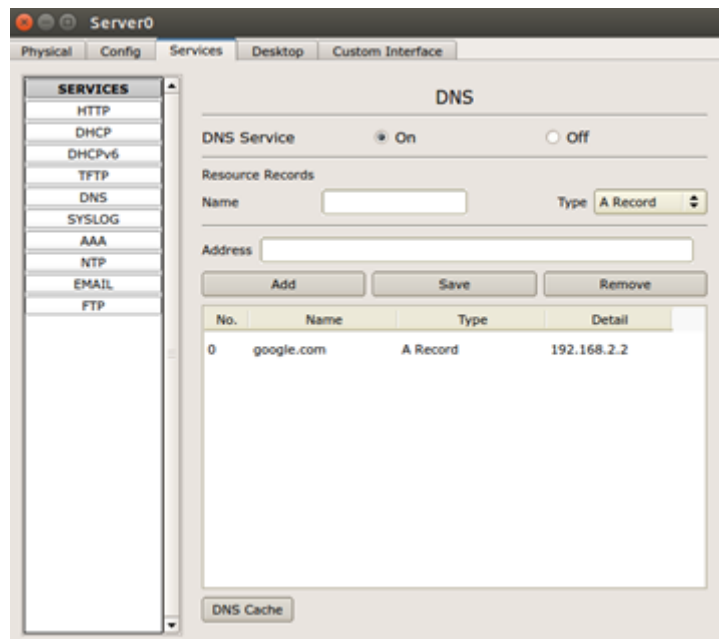 Server0
Physical Config Services Desktop Custom Interface
SERVICES
HTTP
DHCP
DHCPv6
TFTP
DNS
SYSLOG
AAA
NTP
EMAIL
FTP
DNS
DNS Service On Off
Resource Records
Name Type A Record
Address
Add Save Remove
No. Name Type Detail
0 google.com A Record 192.168.2.2
DNS Cache